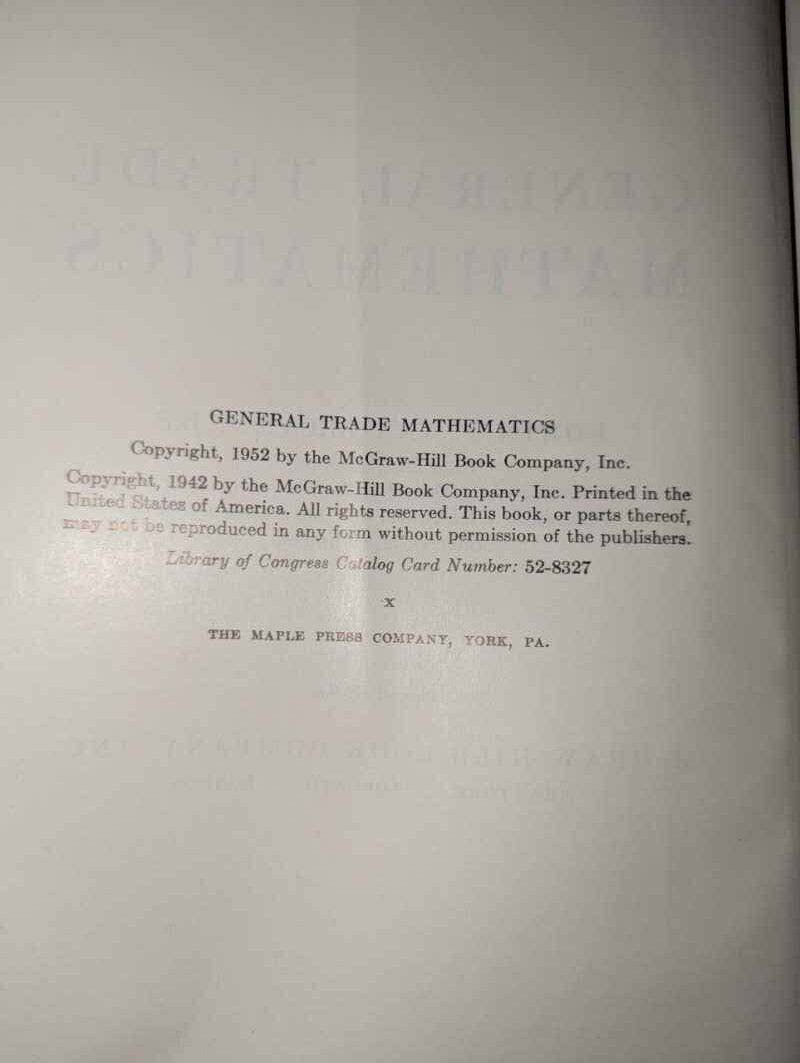 GENERAL TRADE MATHEMATICS
Copyright, 1952 by the McGraw-Hill Book Company, Inc.
Copyright, 1942 by the McGraw-Hill Book Company, Inc. Printed in the
United States of America. All rights reserved. This book, or parts thereof,
may not be reproduced in any form without permission of the publishers.
Library of Congress Catalog Card Number: 52-8327
X
THE MAPLE PRESS COMPANY, YORK, PA.